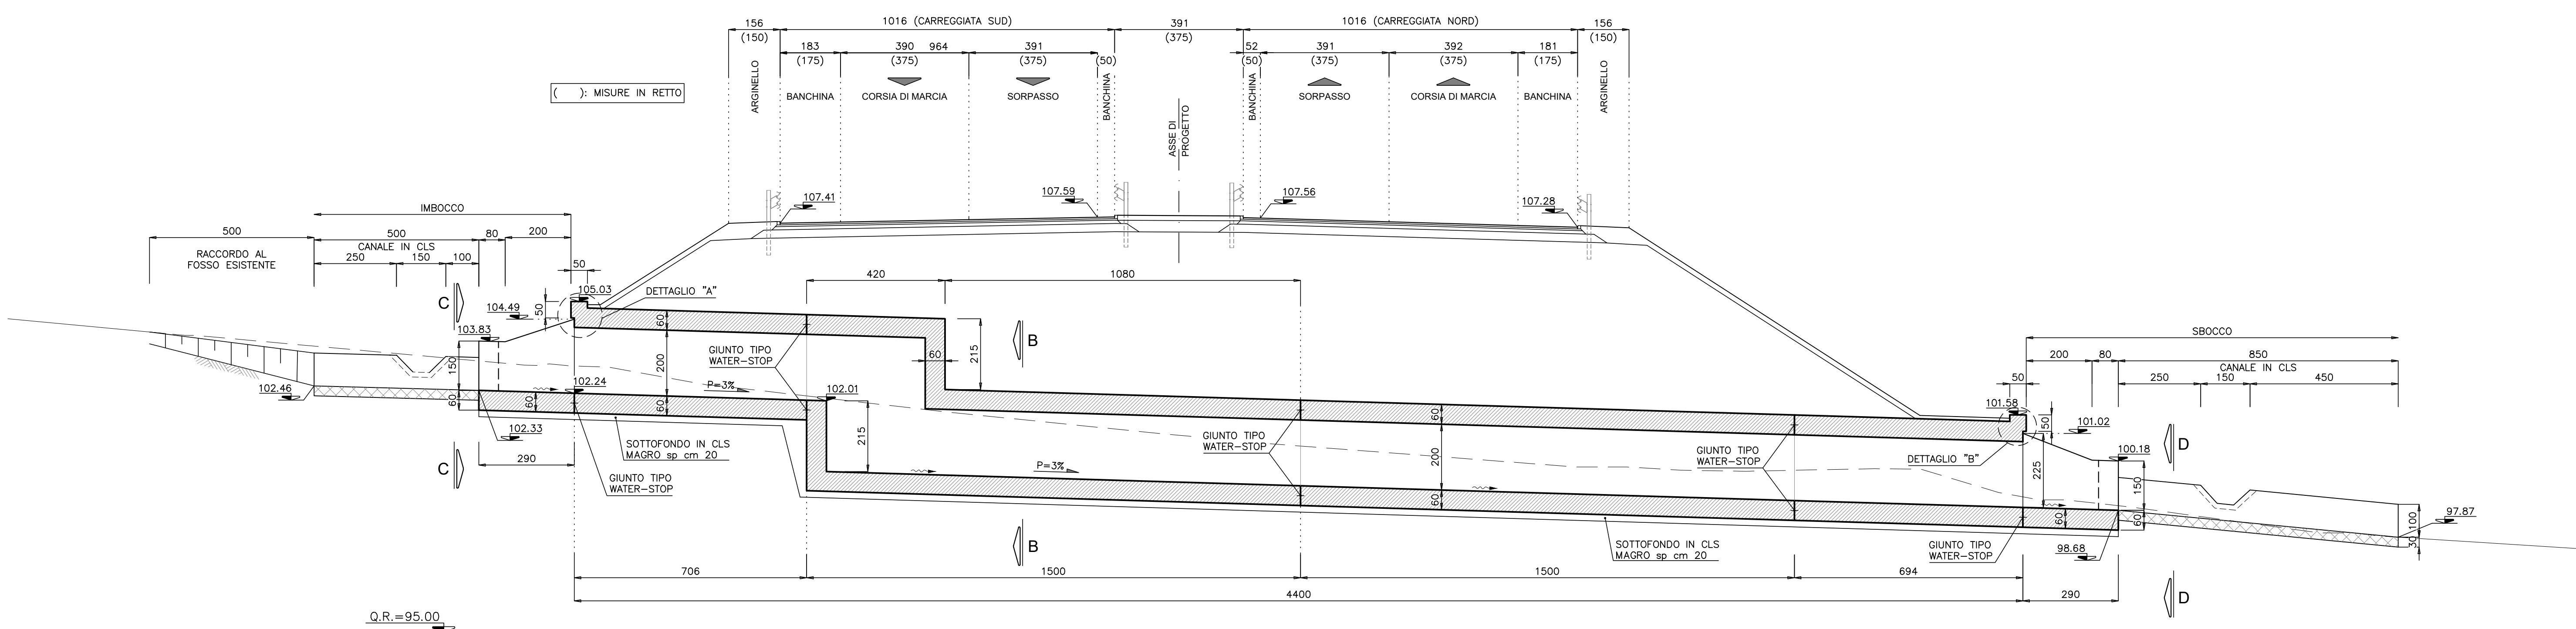 156
1016 (CARREGGIATA SUD)
391
1016 (CARREGGIATA NORD)
156
(150)
(375)
(150)
183
390
964
391
52
391
392
181
(175)
(375)
(375)
(50)
(50)
(375)
(375)
(175)
ARGINELLO
BANCHINA
CORSIA DI MARCIA
SORPASSO
BANCHINA
ASSE DI
PROGETTO
BANCHINA
SORPASSO
CORSIA DI MARCIA
BANCHINA
ARGINELLO
( ): MISURE IN RETTO
107.41
107.59
107.56
107.28
IMBOCCO
500
500
80
200
CANALE IN CLS
RACCORDO AL
FOSSO ESISTENTE
250
150
100
50
420
1080
C
105.03
DETTAGLIO "A"
50
104.49
103.83
60
B
215
GIUNTO TIPO
WATER-STOP
60
200
150
P=3%
102.46
102.24
102.01
60
60
60
102.33
SOTTOFONDO IN CLS
MAGRO sp cm 20
215
C
290
GIUNTO TIPO
WATER-STOP
P=3%
GIUNTO TIPO
WATER-STOP
60
200
60
GIUNTO TIPO
WATER-STOP
SBOCCO
200
80
850
CANALE IN CLS
50
250
150
450
101.58
50
101.02
D
DETTAGLIO "B"
100.18
225
150
60
60
100
30
97.87
B
SOTTOFONDO IN CLS
MAGRO sp cm 20
GIUNTO TIPO
WATER-STOP
98.68
706
1500
1500
694
4400
290
D
Q.R.=95.00